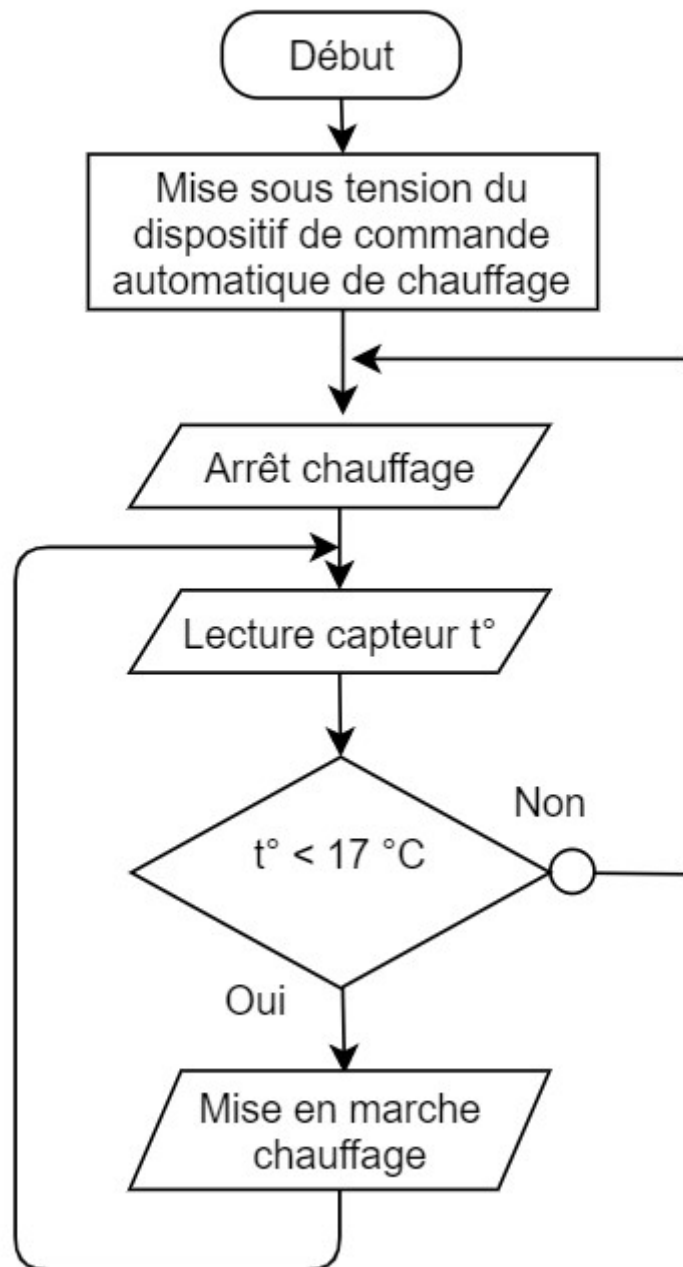 Début
Mise sous tension du
dispositif de commande
automatique de chauffage
Arrêt chauffage
Lecture capteur t°
t° < 17 °C
Non
Oui
Mise en marche
chauffage